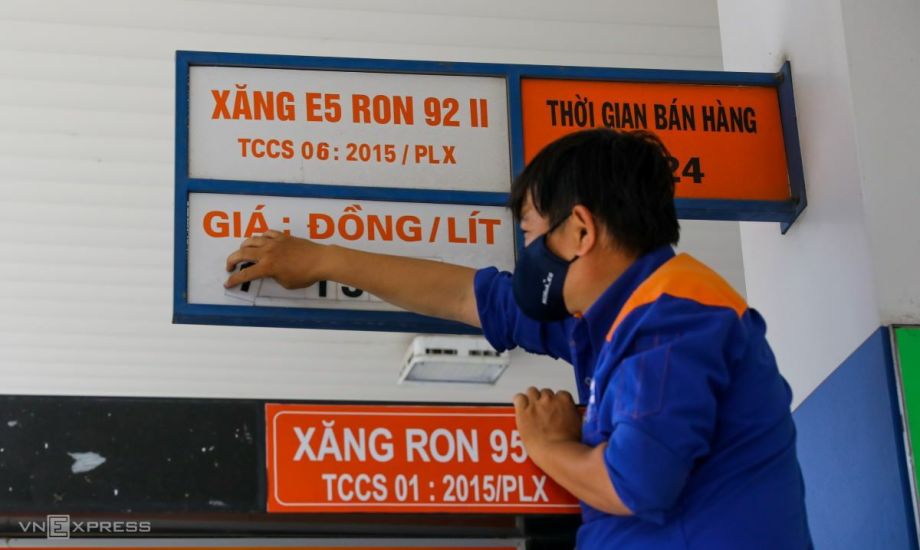 XĂNG E5 RON 92 II
TCCS 06 : 2015 / PLX
THỜI GIAN BÁN HÀNG
24
GIÁ : ĐỒNG / LÍT
XĂNG RON 95
TCCS 01 : 2015/PLX
VNEXPRESS